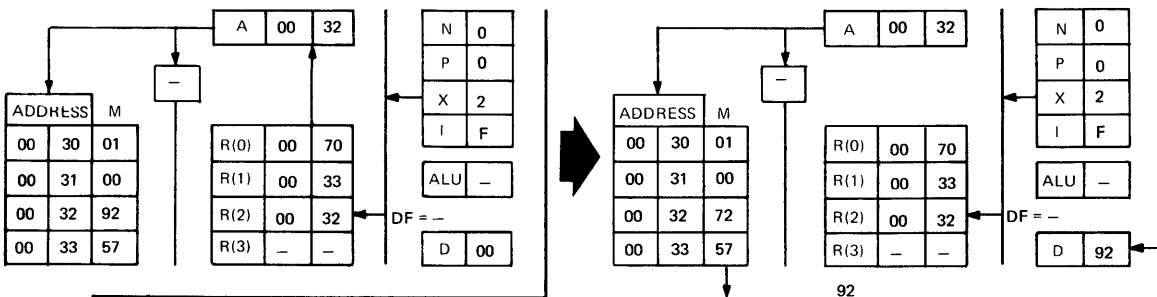 A 00 32
N 0
P 0
X 2
I F
–
ADDRESS M
00 30 01
00 31 00
00 32 92
00 33 57
R(0) 00 70
R(1) 00 33
R(2) 00 32
R(3) – –
ALU –
DF = –
D 00
A 00 32
N 0
P 0
X 2
I F
–
ADDRESS M
00 30 01
00 31 00
00 32 72
00 33 57
R(0) 00 70
R(1) 00 33
R(2) 00 32
R(3) – –
ALU –
DF = –
D 92
92